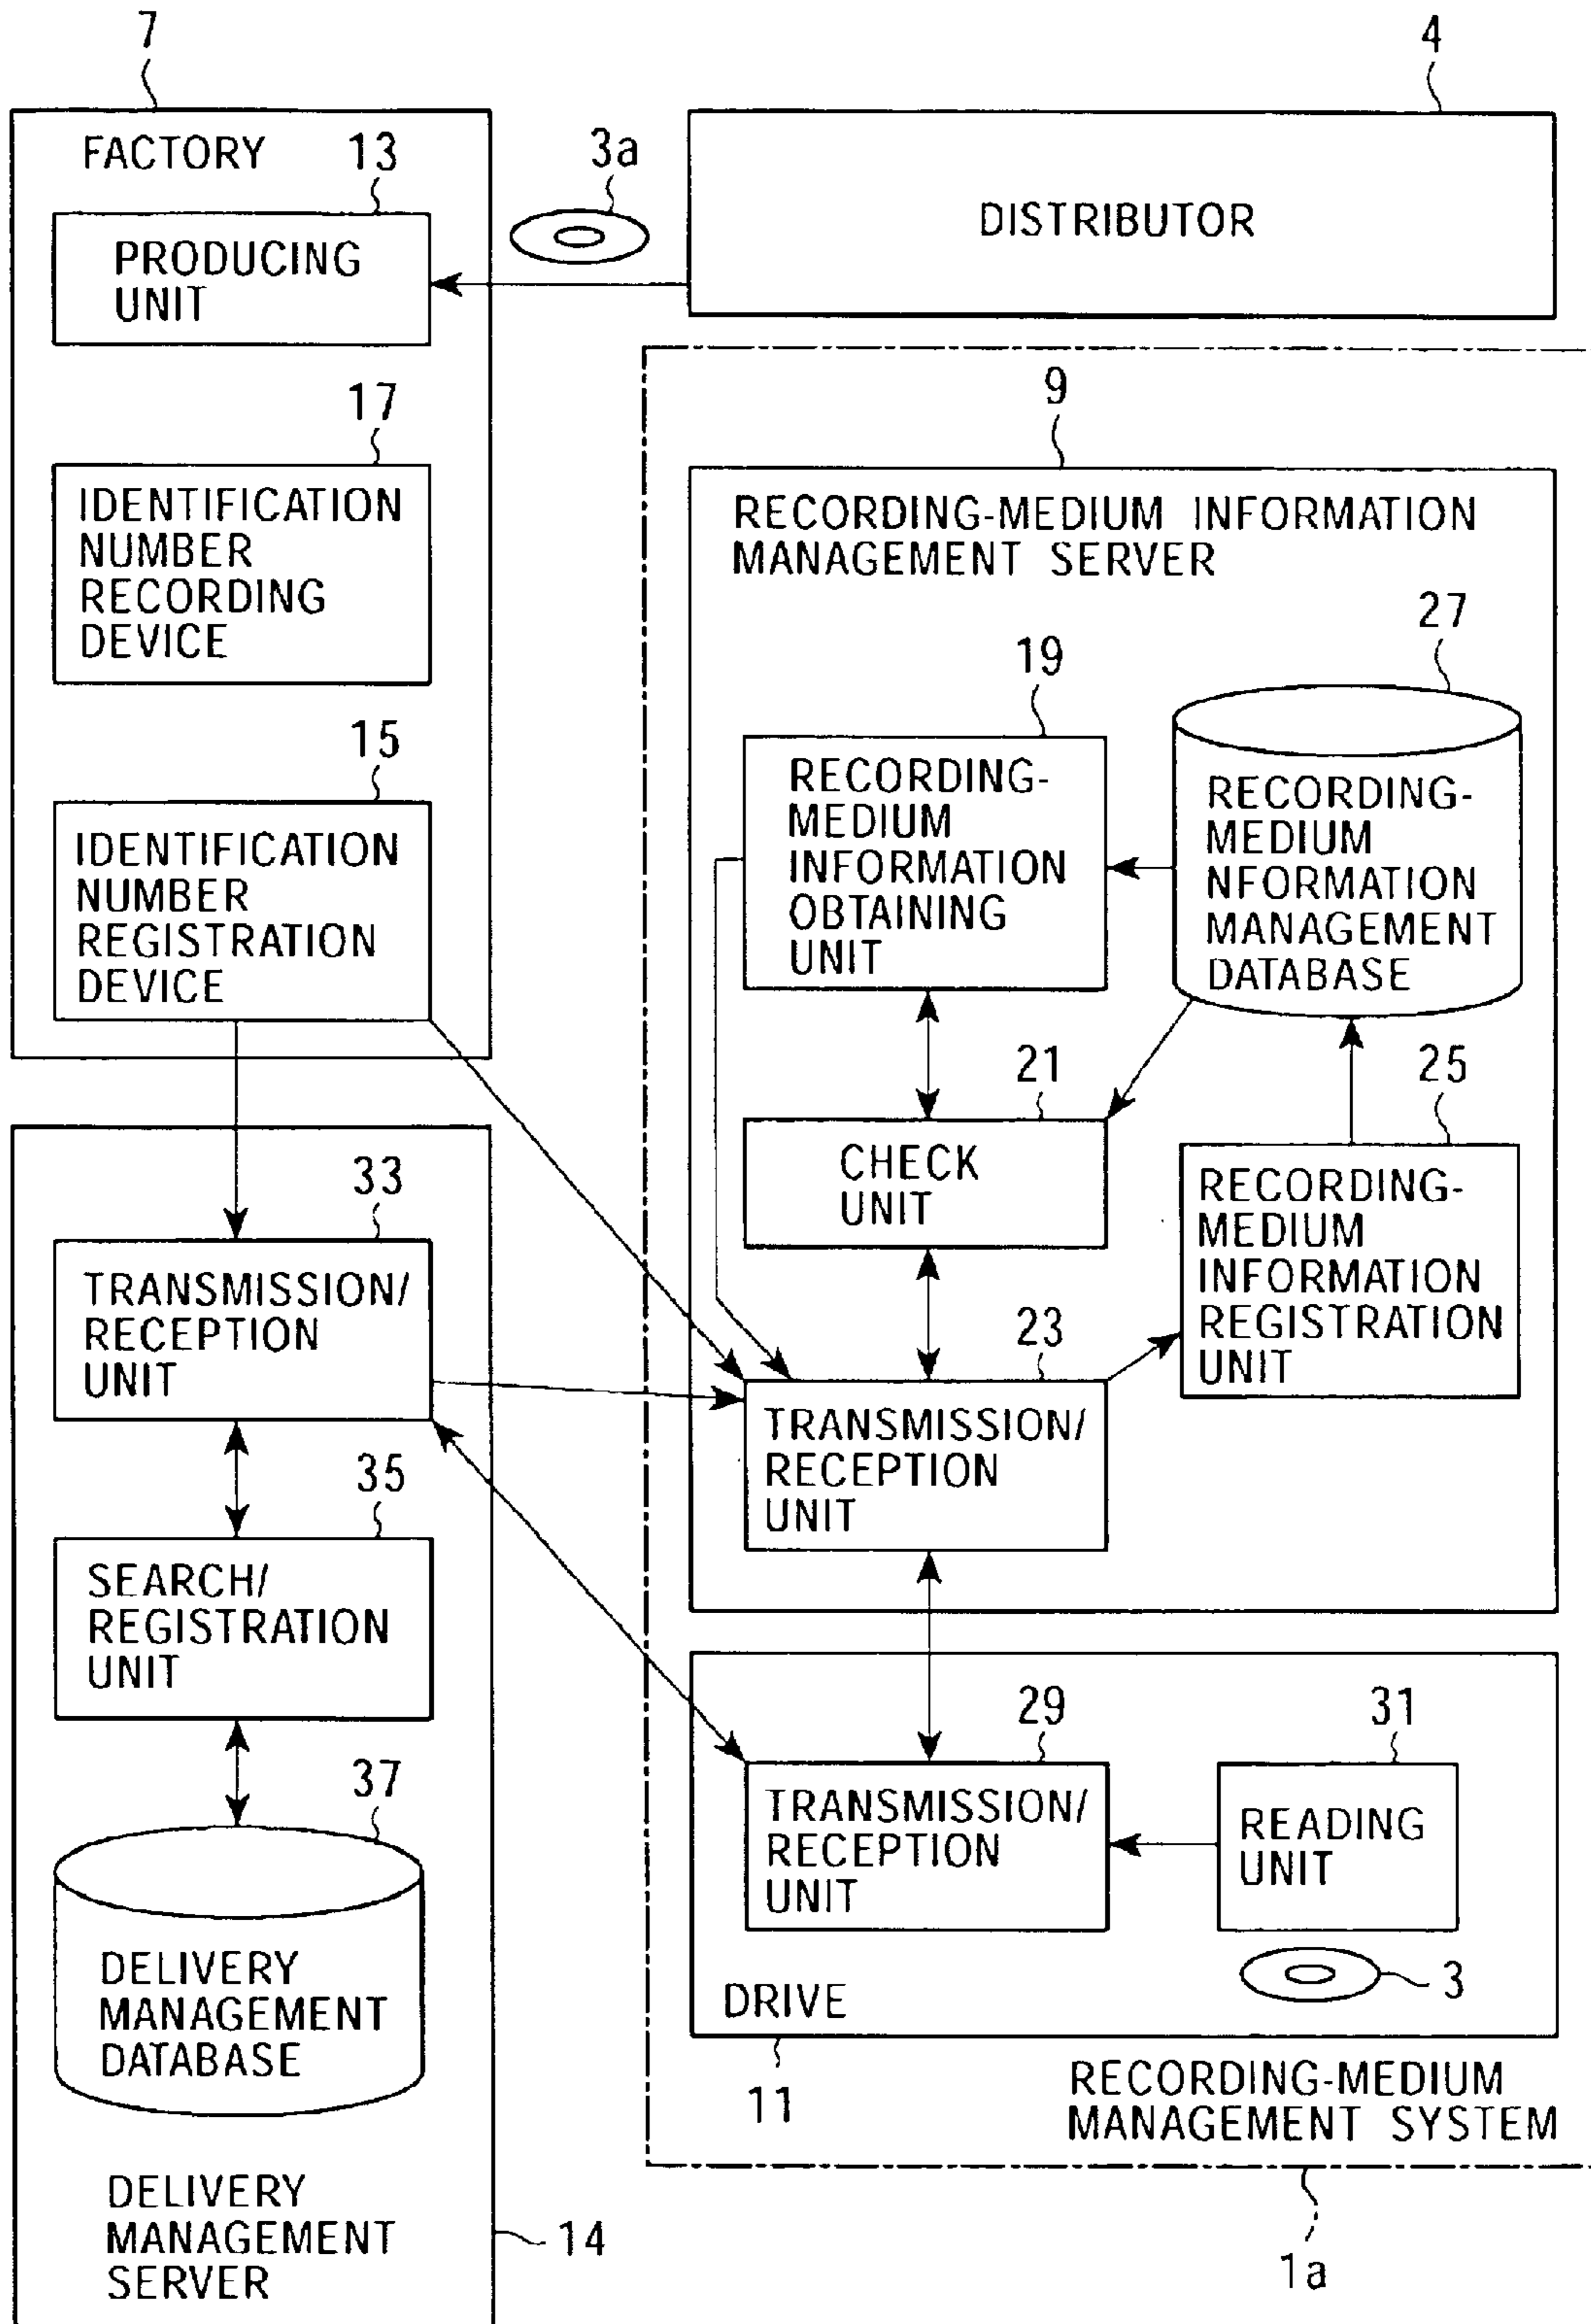 7
FACTORY
13
PRODUCING
UNIT
17
IDENTIFICATION
NUMBER
RECORDING
DEVICE
15
IDENTIFICATION
NUMBER
REGISTRATION
DEVICE
3a
4
DISTRIBUTOR
9
RECORDING-MEDIUM INFORMATION
MANAGEMENT SERVER
19
RECORDING-
MEDIUM
INFORMATION
OBTAINING
UNIT
27
RECORDING-
MEDIUM
NFORMATION
MANAGEMENT
DATABASE
21
CHECK
UNIT
25
RECORDING-
MEDIUM
INFORMATION
REGISTRATION
UNIT
23
TRANSMISSION/
RECEPTION
UNIT
33
TRANSMISSION/
RECEPTION
UNIT
35
SEARCH/
REGISTRATION
UNIT
37
DELIVERY
MANAGEMENT
DATABASE
DELIVERY
MANAGEMENT
SERVER
14
29
TRANSMISSION/
RECEPTION
UNIT
31
READING
UNIT
3
DRIVE
11
RECORDING-MEDIUM
MANAGEMENT SYSTEM
1a